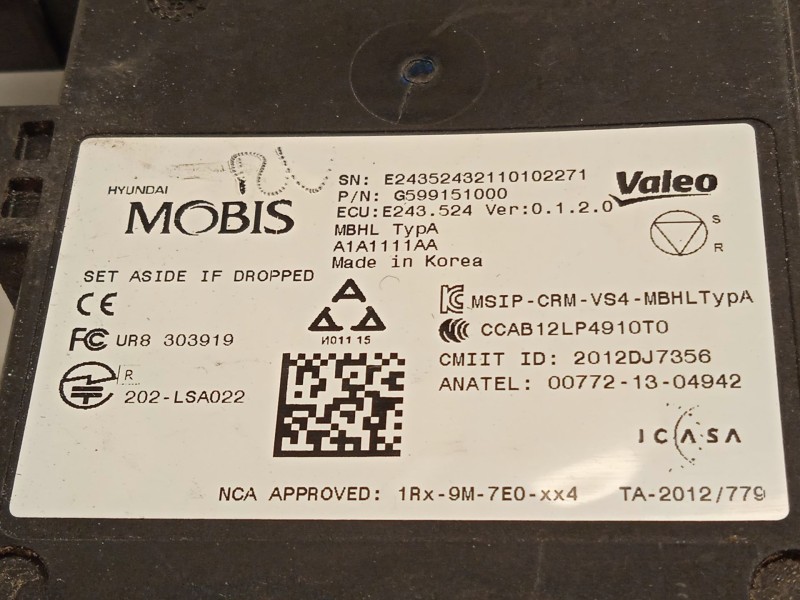 SN: E24352432110102271
Valeo
P/N: G599151000
HYUNDAI
MOBIS
ECU:E243.524 Ver:0.1.2.0
MBHL TypA
A1A1111AA
Made in Korea
S
R
SET ASIDE IF DROPPED
CE
MSIP-CRM-VS4-MBHLTypA
FC UR8 303919
И011 15
CCAB12LP4910T0
CMIIT ID: 2012DJ7356
R
202-LSA022
ANATEL: 00772-13-04942
ICASA
NCA APPROVED: 1Rx-9M-7E0-xx4
TA-2012/779